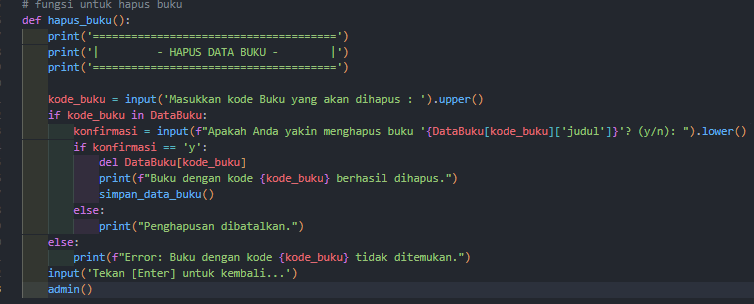 # fungsi untuk hapus buku
def hapus_buku():
    print('======================================')
    print('|         - HAPUS DATA BUKU -        |')
    print('======================================')
    kode_buku = input('Masukkan kode Buku yang akan dihapus : ').upper()
    if kode_buku in DataBuku:
        konfirmasi = input(f"Apakah Anda yakin menghapus buku '{DataBuku[kode_buku]['judul']}'? (y/n): ").lower()
        if konfirmasi == 'y':
            del DataBuku[kode_buku]
            print(f"Buku dengan kode {kode_buku} berhasil dihapus.")
            simpan_data_buku()
        else:
            print("Penghapusan dibatalkan.")
    else:
        print(f"Error: Buku dengan kode {kode_buku} tidak ditemukan.")
    input('Tekan [Enter] untuk kembali...')
    admin()